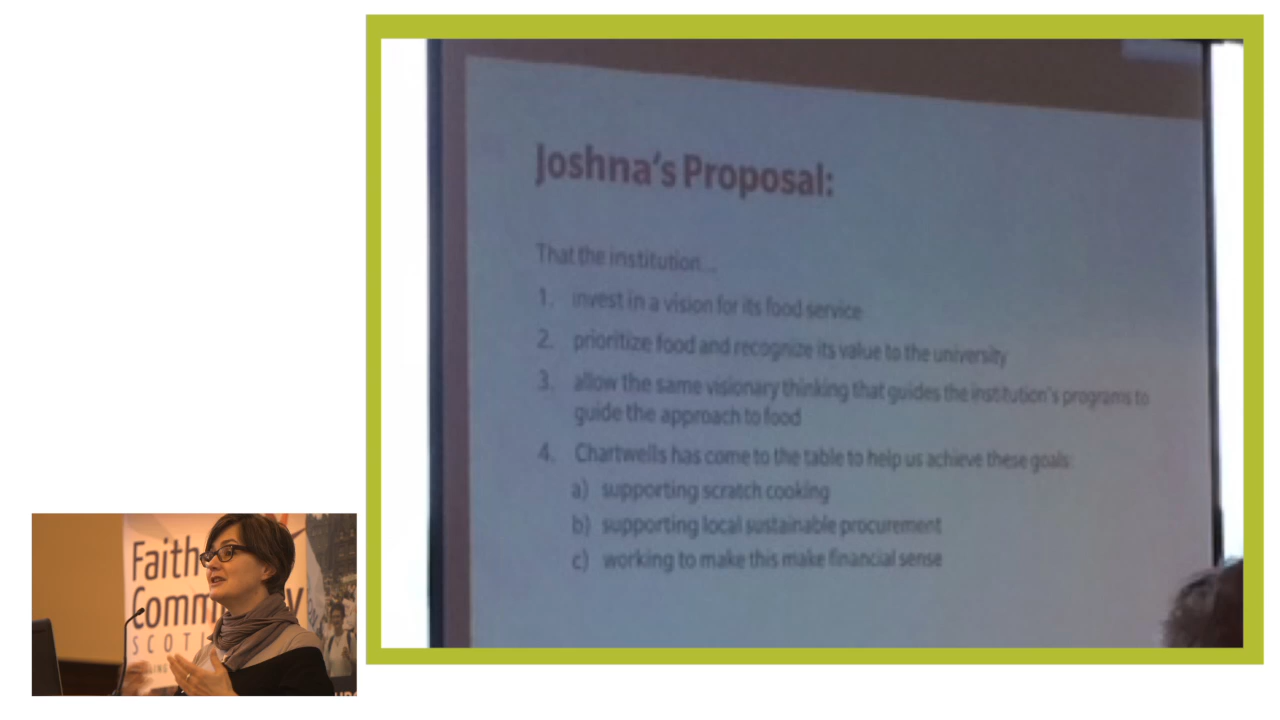 Joshna's Proposal:
That the institution...
1. invest in a vision for its food service
2. prioritize food and recognize its value to the university
3. allow the same visionary thinking that guides the institution's programs to
guide the approach to food
4. Chartwells has come to the table to help us achieve these goals:
a) supporting scratch cooking
b) supporting local sustainable procurement
c) working to make this make financial sense
Faith
Comm Y
SCOT